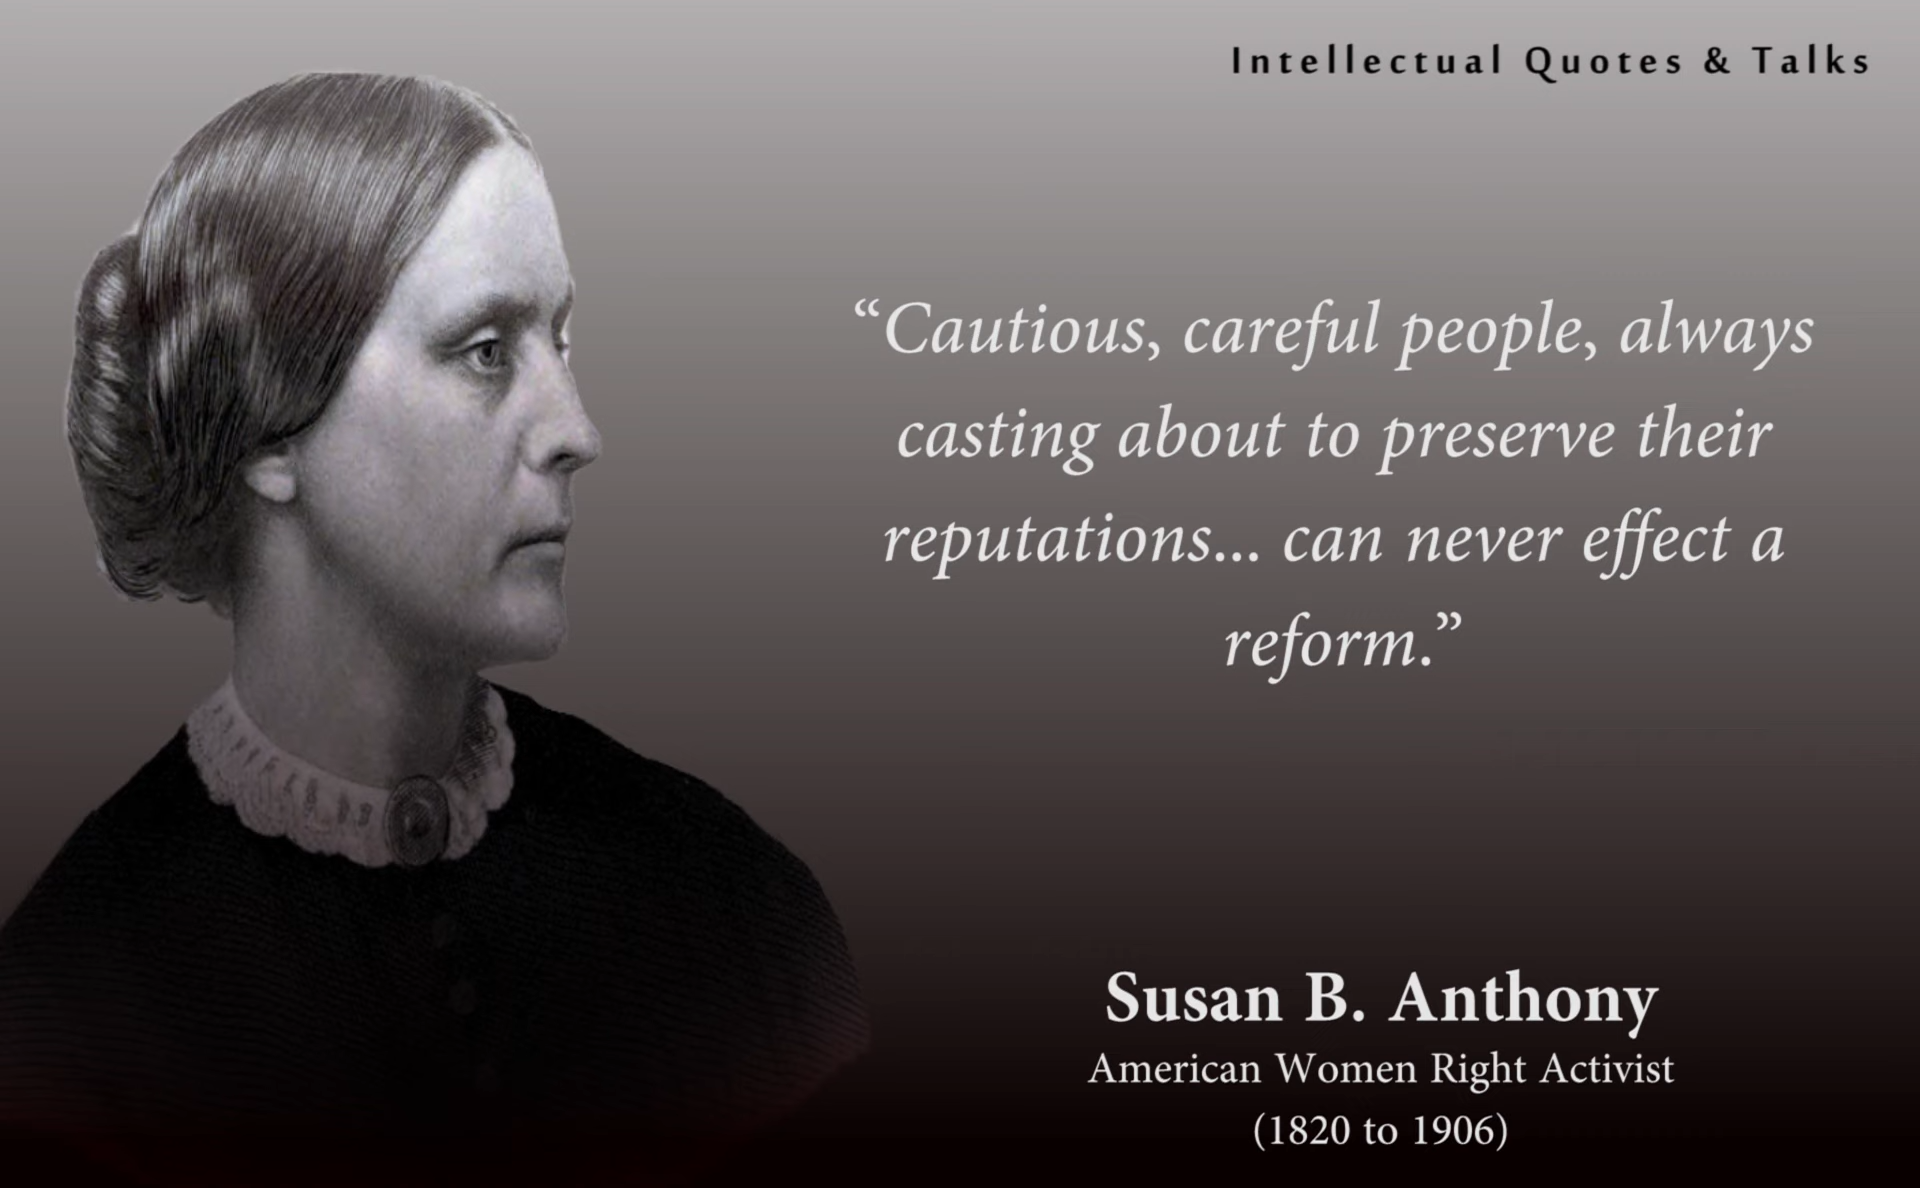 Intellectual Quotes & Talks
“Cautious, careful people, always
casting about to preserve their
reputations... can never effect a
reform.”
Susan B. Anthony
American Women Right Activist
(1820 to 1906)